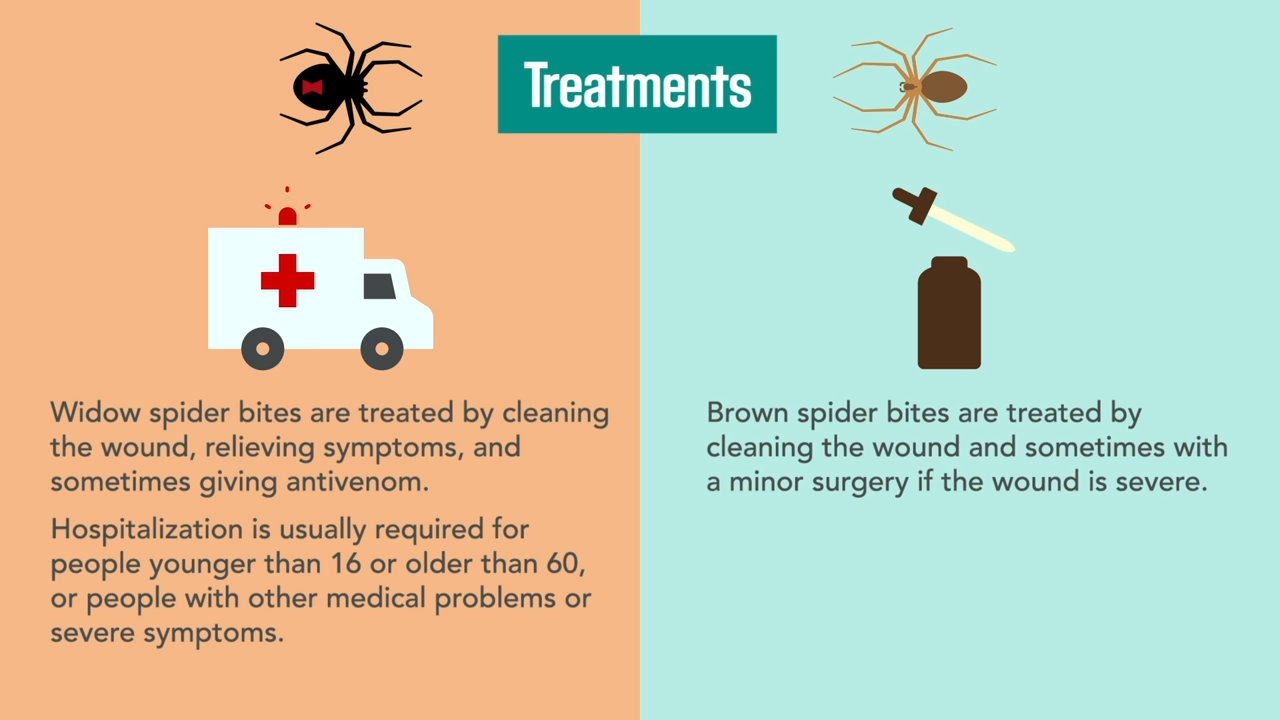 Treatments
Widow spider bites are treated by cleaning
the wound, relieving symptoms, and
sometimes giving antivenom.
Hospitalization is usually required for
people younger than 16 or older than 60,
or people with other medical problems or
severe symptoms.
Brown spider bites are treated by
cleaning the wound and sometimes with
a minor surgery if the wound is severe.